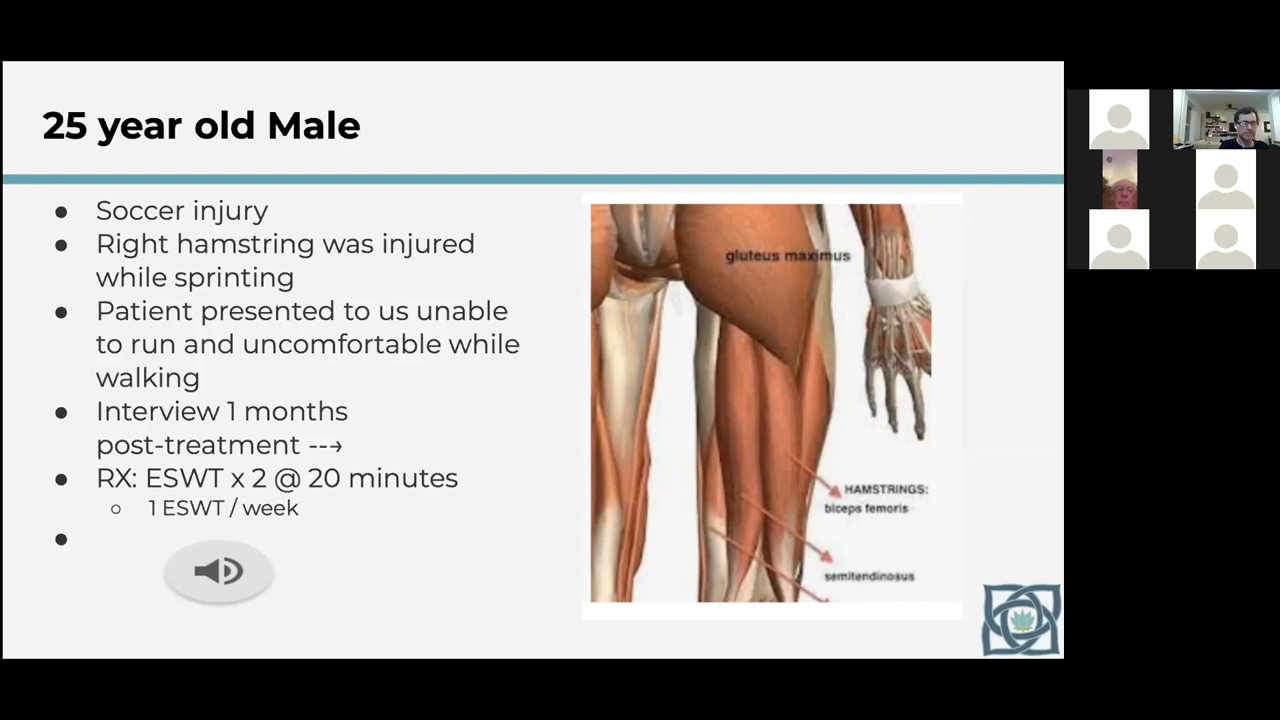 25 year old Male
● Soccer injury
● Right hamstring was injured
while sprinting
● Patient presented to us unable
to run and uncomfortable while
walking
● Interview 1 months
post-treatment --→
● RX: ESWT x 2 @ 20 minutes
○ 1 ESWT / week
●
gluteus maximus
HAMSTRINGS:
biceps femoris
semitendinosus